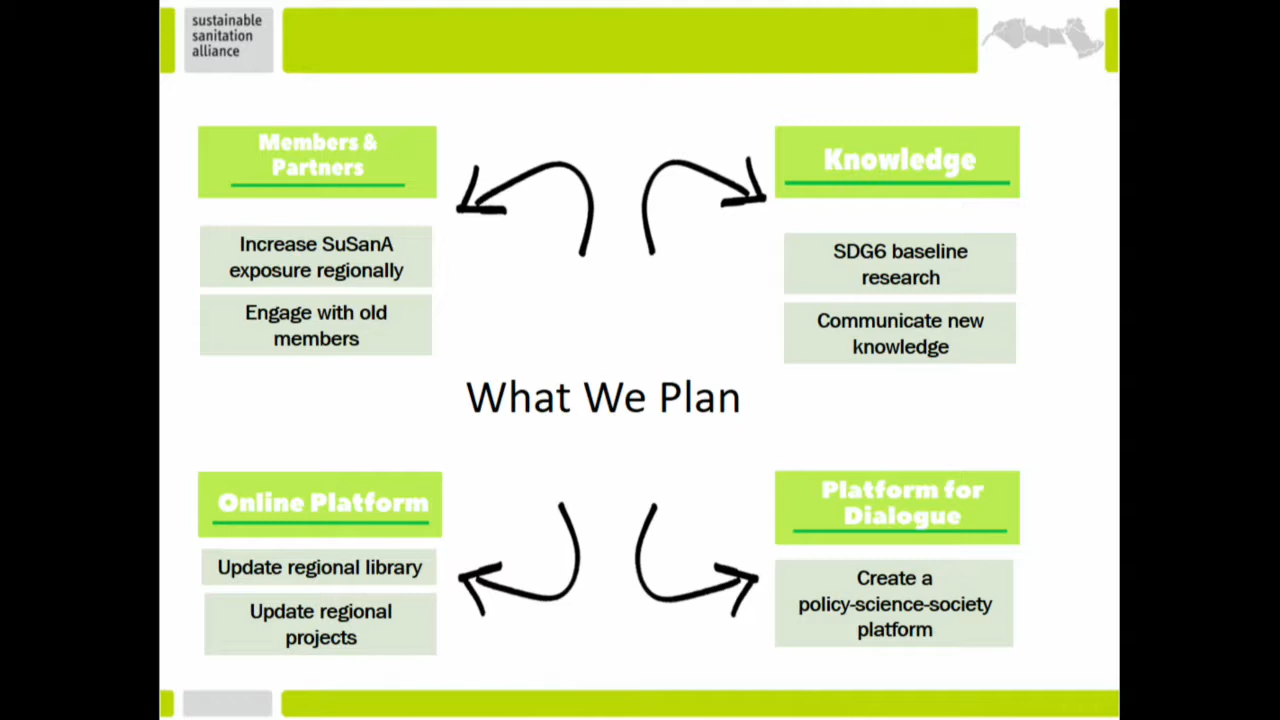 sustainable
sanitation
alliance
Members &
Partners
Increase SuSanA
exposure regionally
Engage with old
members
Knowledge
SDG6 baseline
research
Communicate new
knowledge
What We Plan
Online Platform
Update regional library
Update regional
projects
Platform for
Dialogue
Create a
policy-science-society
platform